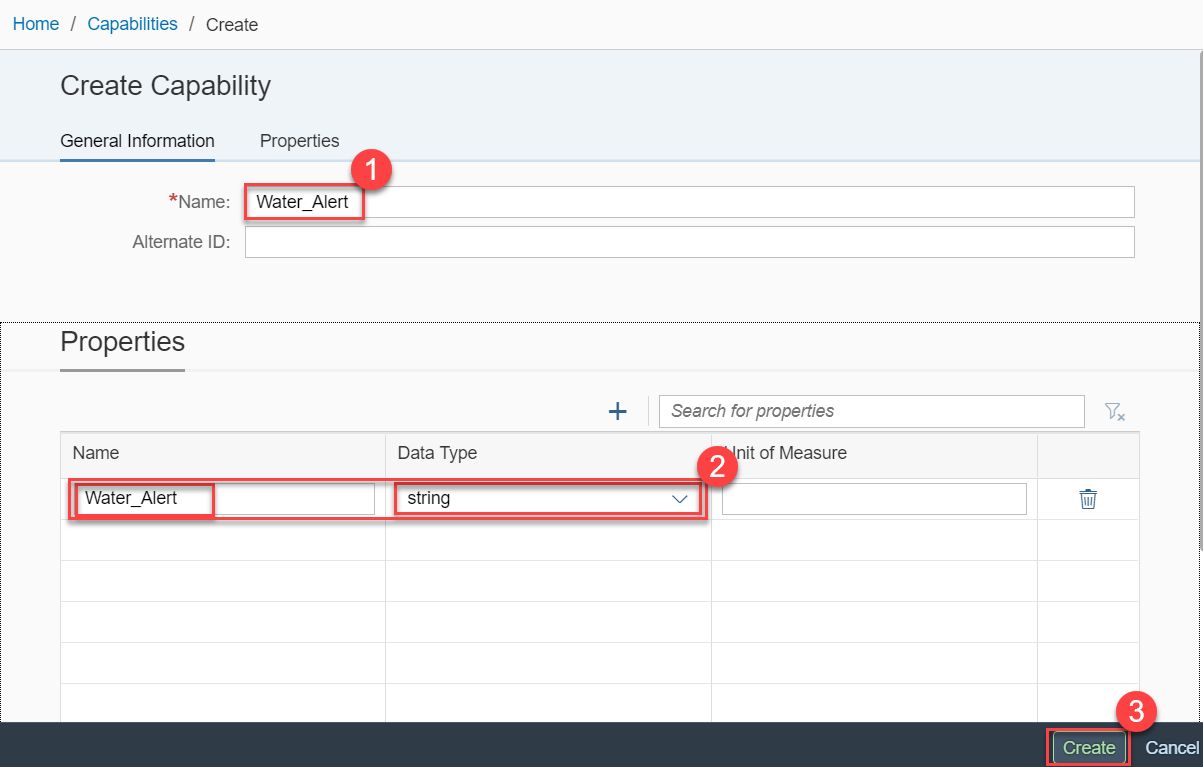 Home / Capabilities / Create
Create Capability
General Information Properties
1
*Name: Water_Alert
Alternate ID:
Properties
+ Search for properties
Name Data Type Unit of Measure
2
Water_Alert string
3
Create Cancel